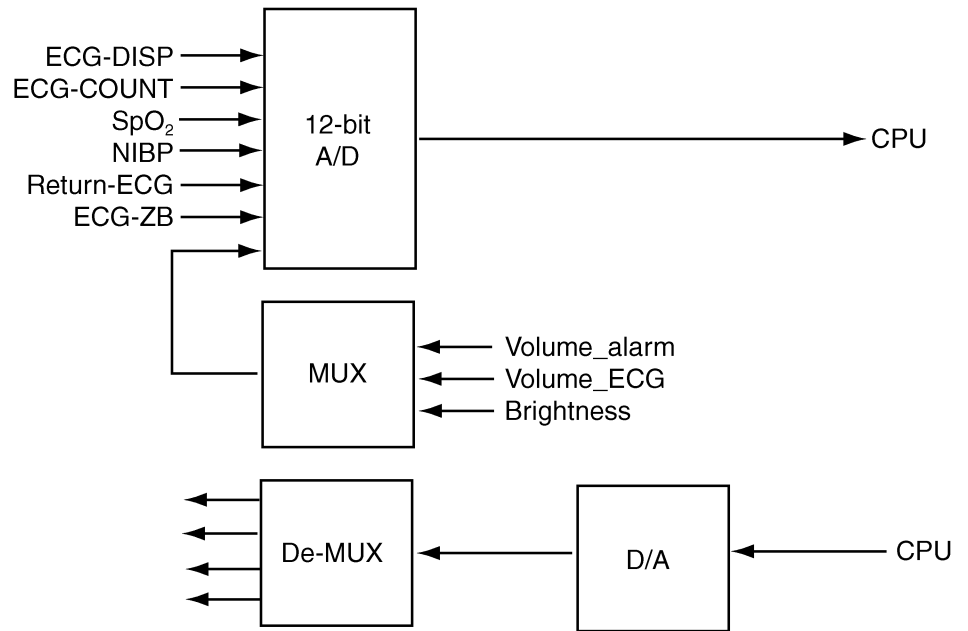 ECG-DISP
ECG-COUNT
SpO₂
NIBP
Return-ECG
ECG-ZB
12-bit
A/D
CPU
MUX
Volume_alarm
Volume_ECG
Brightness
De-MUX
D/A
CPU